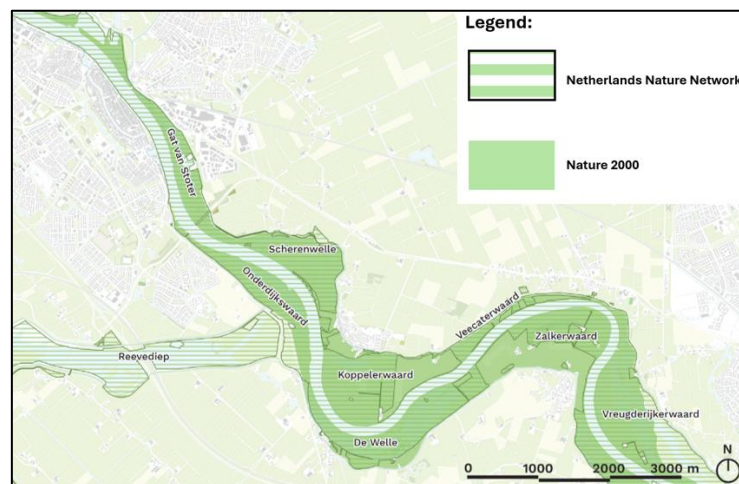 Legend:
Netherlands Nature Network
Nature 2000
Gat van Stoter
Scherenwelle
Onderdijkswaard
Veecaterwaard
Zalkerwaard
Reevediep
Koppelerwaard
Vreugderijkerwaard
De Welle
N
0 1000 2000 3000 m